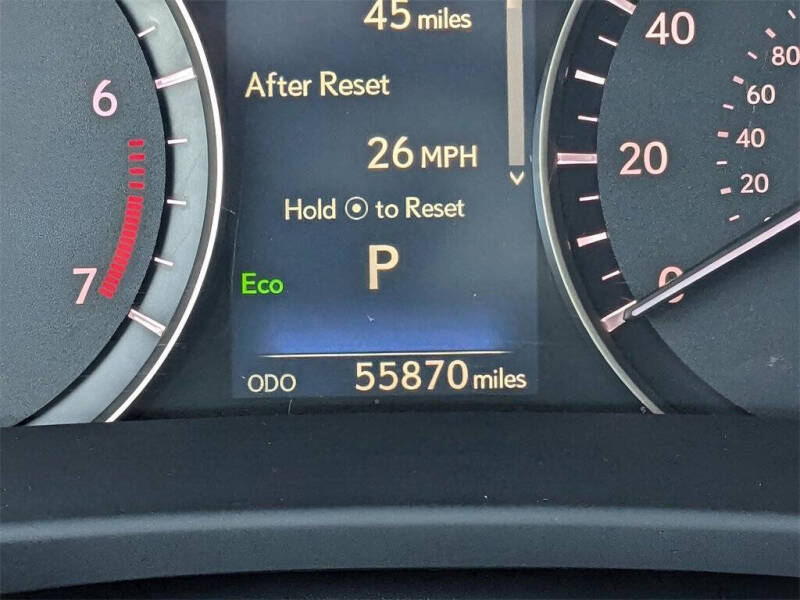 45 miles
After Reset
26 MPH
Hold to Reset
P
Eco
ODO 55870 miles
6
7
40
20
0
80
60
40
20